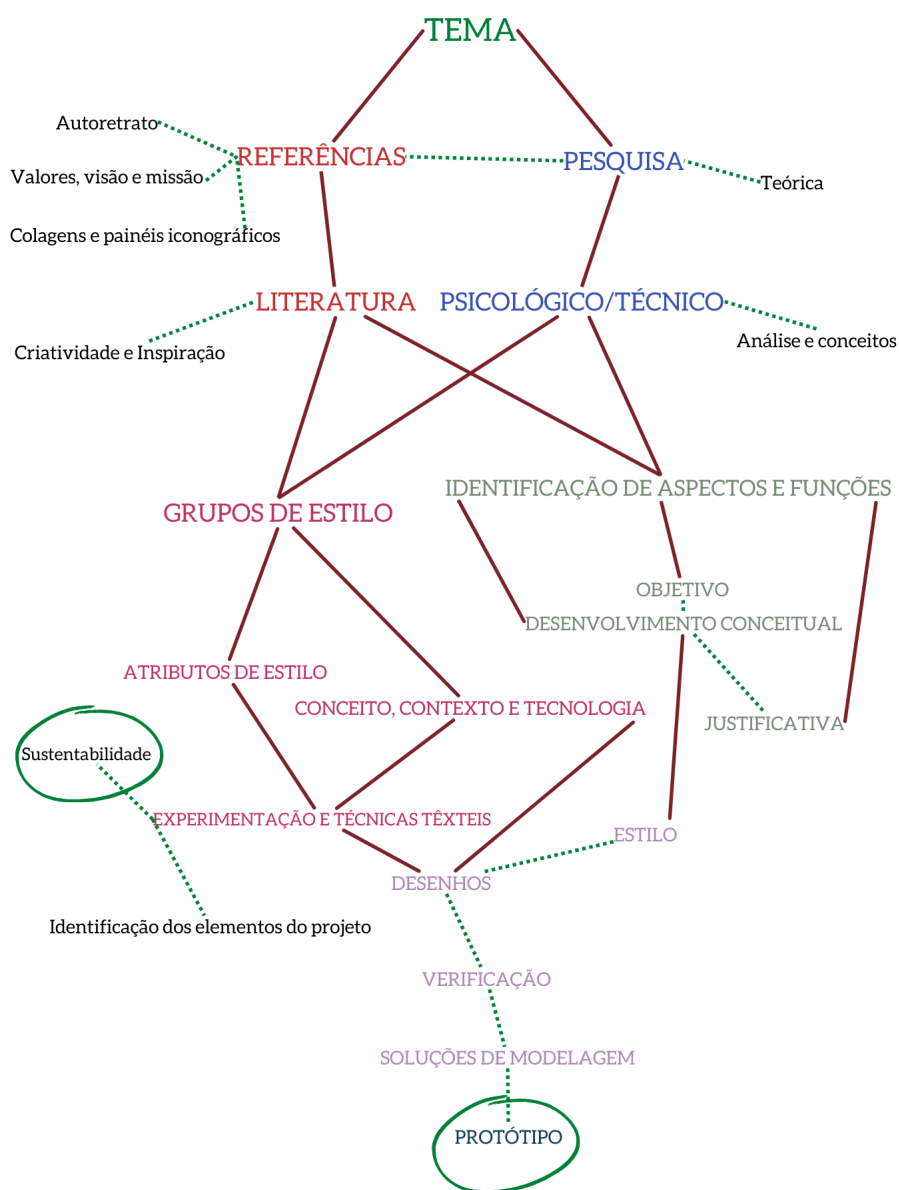 TEMA
Autoretrato
REFERÊNCIAS
PESQUISA
Valores, visão e missão
Teórica
Colagens e painéis iconográficos
LITERATURA
PSICOLÓGICO/TÉCNICO
Criatividade e Inspiração
Análise e conceitos
IDENTIFICAÇÃO DE ASPECTOS E FUNÇÕES
GRUPOS DE ESTILO
OBJETIVO
DESENVOLVIMENTO CONCEITUAL
ATRIBUTOS DE ESTILO
CONCEITO, CONTEXTO E TECNOLOGIA
JUSTIFICATIVA
Sustentabilidade
EXPERIMENTAÇÃO E TÉCNICAS TÊXTEIS
ESTILO
DESENHOS
Identificação dos elementos do projeto
VERIFICAÇÃO
SOLUÇÕES DE MODELAGEM
PROTÓTIPO